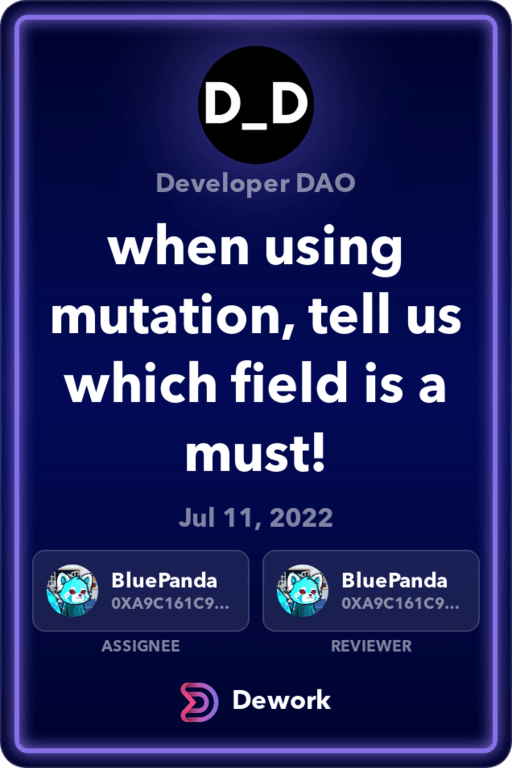 D_D
Developer DAO
when using
mutation, tell us
which field is a
must!
Jul 11, 2022
BluePanda
0XA9C161C9...
ASSIGNEE
BluePanda
0XA9C161C9...
REVIEWER
Dework